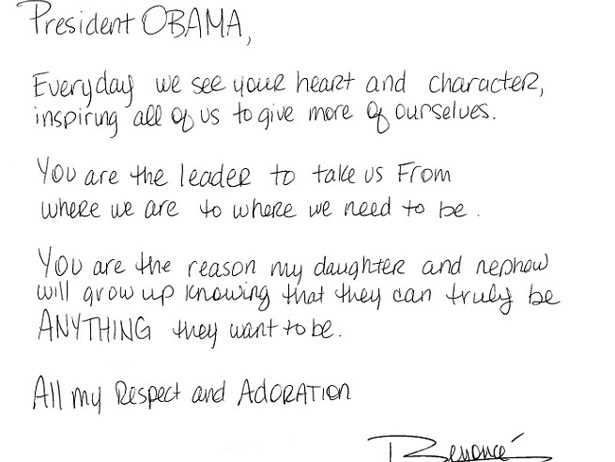 President OBAMA,
Everyday we see your heart and character,
inspiring all of us to give more of ourselves.
You are the leader to take us From
where we are to where we need to be.
You are the reason my daughter and nephew
will grow up knowing that they can truly be
ANYTHING they want to be.
All my Respect and ADORATION
Beyoncé